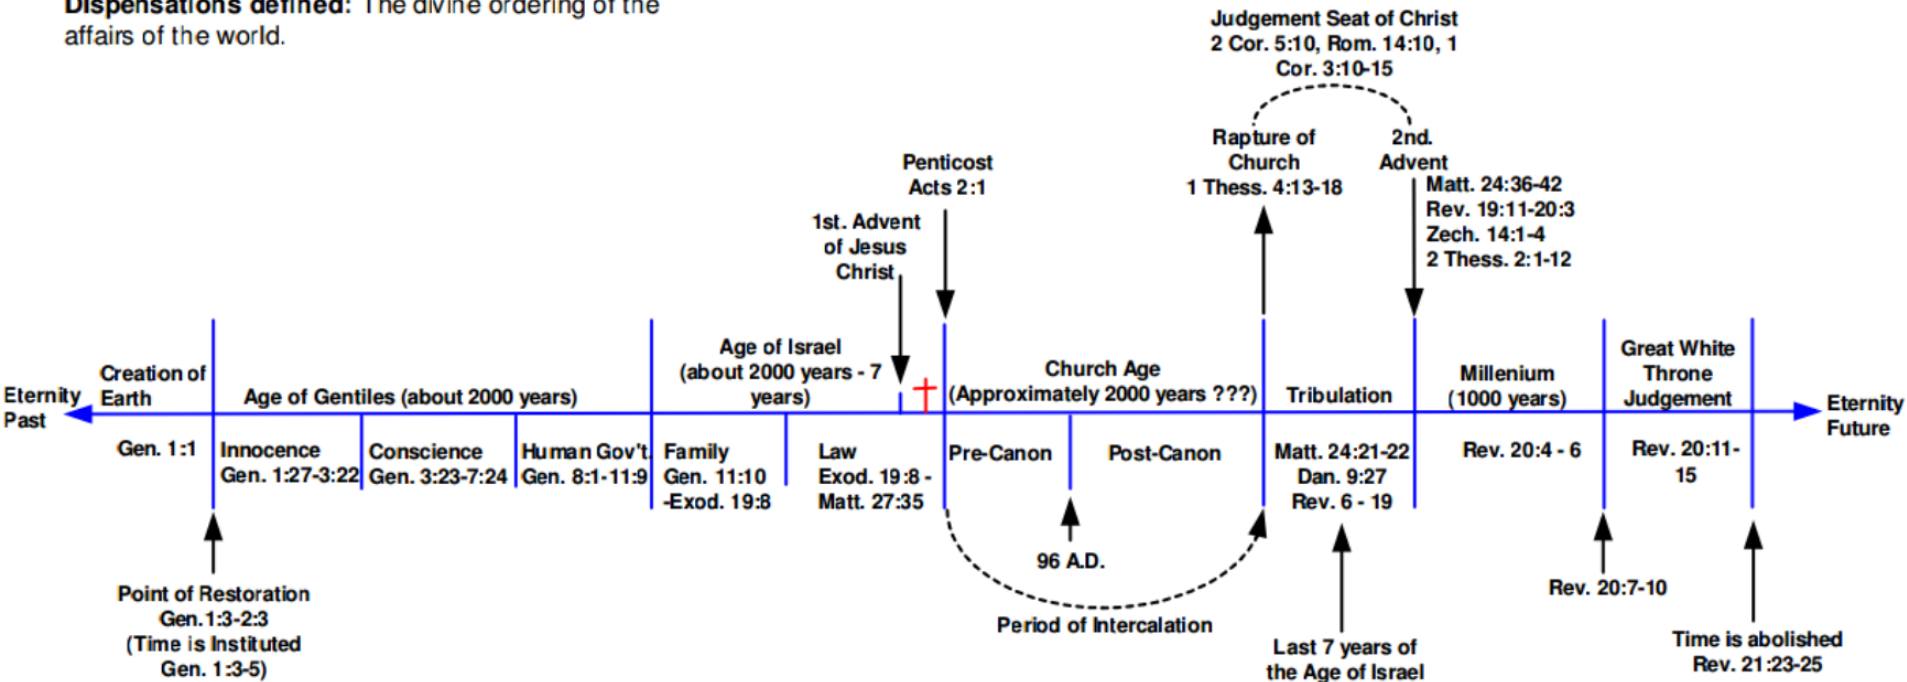 Dispensations defined: The divine ordering of the
affairs of the world.
Judgement Seat of Christ
2 Cor. 5:10, Rom. 14:10, 1
Cor. 3:10-15
Rapture of
Church
1 Thess. 4:13-18
2nd.
Advent
Matt. 24:36-42
Rev. 19:11-20:3
Zech. 14:1-4
2 Thess. 2:1-12
Penticost
Acts 2:1
1st. Advent
of Jesus
Christ
Eternity
Past
Creation of
Earth
Age of Gentiles (about 2000 years)
Age of Israel
(about 2000 years - 7
years)
Church Age
(Approximately 2000 years ???)
Tribulation
Millenium
(1000 years)
Great White
Throne
Judgement
Eternity
Future
Gen. 1:1
Innocence
Gen. 1:27-3:22
Conscience
Gen. 3:23-7:24
Human Gov't.
Gen. 8:1-11:9
Family
Gen. 11:10
-Exod. 19:8
Law
Exod. 19:8 -
Matt. 27:35
Pre-Canon
Post-Canon
Matt. 24:21-22
Dan. 9:27
Rev. 6 - 19
Rev. 20:4 - 6
Rev. 20:11-
15
Point of Restoration
Gen.1:3-2:3
(Time is Instituted
Gen. 1:3-5)
96 A.D.
Period of Intercalation
Last 7 years of
the Age of Israel
Rev. 20:7-10
Time is abolished
Rev. 21:23-25